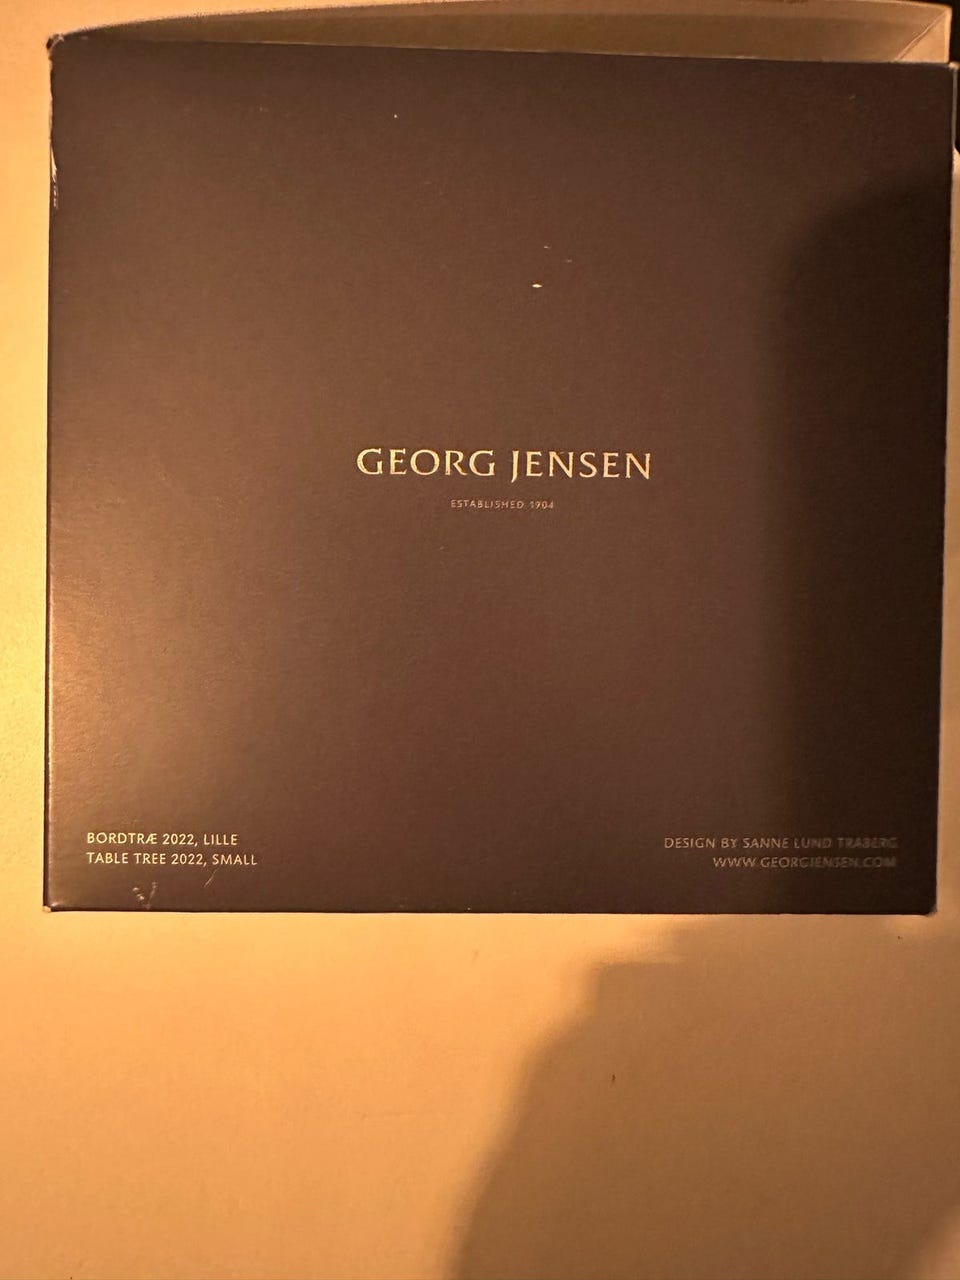 GEORG JENSEN
ESTABLISHED 1904
BORDTRÆ 2022, LILLE
TABLE TREE 2022, SMALL
DESIGN BY SANNE LUND TRABERG
WWW.GEORGJENSEN.COM